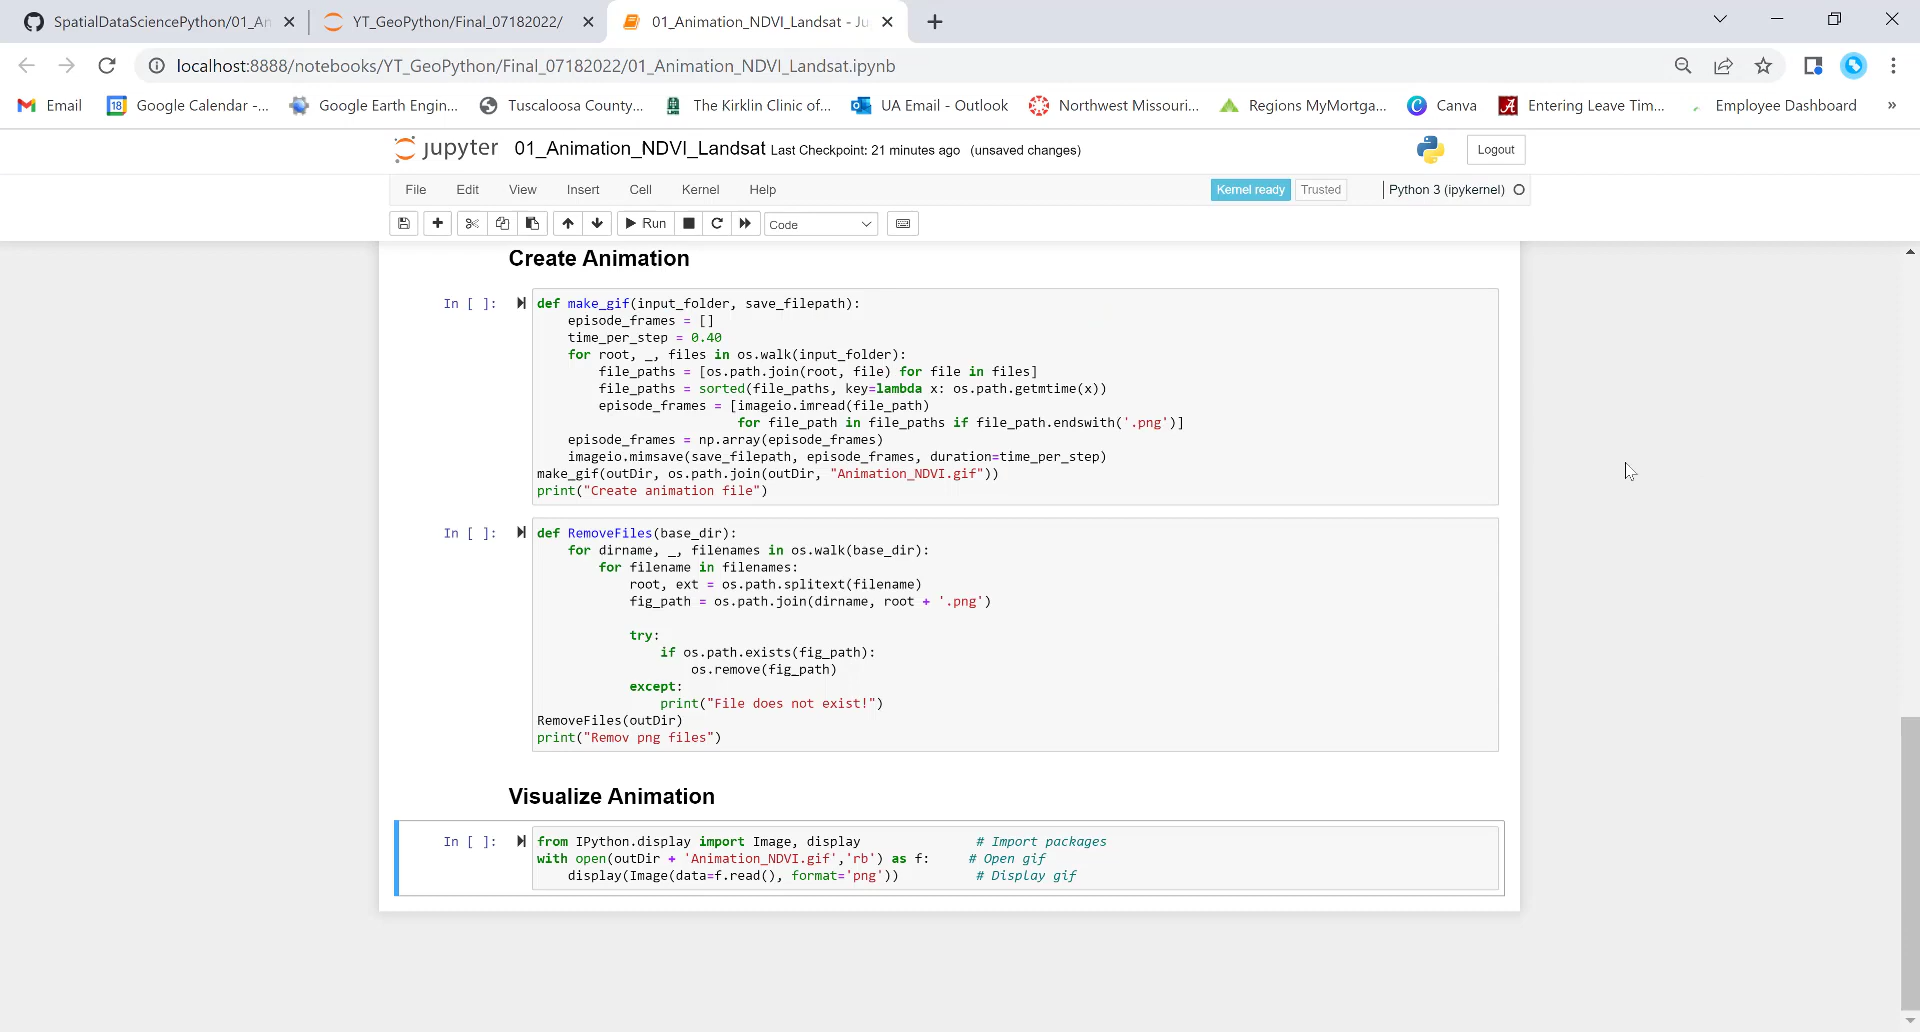 SpatialDataSciencePython/01_An
YT_GeoPython/Final_07182022/
01_Animation_NDVI_Landsat - Ju
localhost:8888/notebooks/YT_GeoPython/Final_07182022/01_Animation_NDVI_Landsat.ipynb
Email
18
Google Calendar -...
Google Earth Engin...
Tuscaloosa County...
The Kirklin Clinic of...
UA Email - Outlook
Northwest Missouri...
Regions MyMortga...
Canva
Entering Leave Tim...
Employee Dashboard
»
jupyter 01_Animation_NDVI_Landsat Last Checkpoint: 21 minutes ago (unsaved changes)
Logout
File Edit View Insert Cell Kernel Help
Kernel ready Trusted Python 3 (ipykernel)
Run
Code
Create Animation
In [ ]: def make_gif(input_folder, save_filepath):
episode_frames = []
time_per_step = 0.40
for root, _, files in os.walk(input_folder):
file_paths = [os.path.join(root, file) for file in files]
file_paths = sorted(file_paths, key=lambda x: os.path.getmtime(x))
episode_frames = [imageio.imread(file_path)
for file_path in file_paths if file_path.endswith('.png')]
episode_frames = np.array(episode_frames)
imageio.mimsave(save_filepath, episode_frames, duration=time_per_step)
make_gif(outDir, os.path.join(outDir, "Animation_NDVI.gif"))
print("Create animation file")
In [ ]: def RemoveFiles(base_dir):
for dirname, _, filenames in os.walk(base_dir):
for filename in filenames:
root, ext = os.path.splitext(filename)
fig_path = os.path.join(dirname, root + '.png')
try:
if os.path.exists(fig_path):
os.remove(fig_path)
except:
print("File does not exist!")
RemoveFiles(outDir)
print("Remov png files")
Visualize Animation
In [ ]: from IPython.display import Image, display # Import packages
with open(outDir + 'Animation_NDVI.gif','rb') as f: # Open gif
display(Image(data=f.read(), format='png')) # Display gif